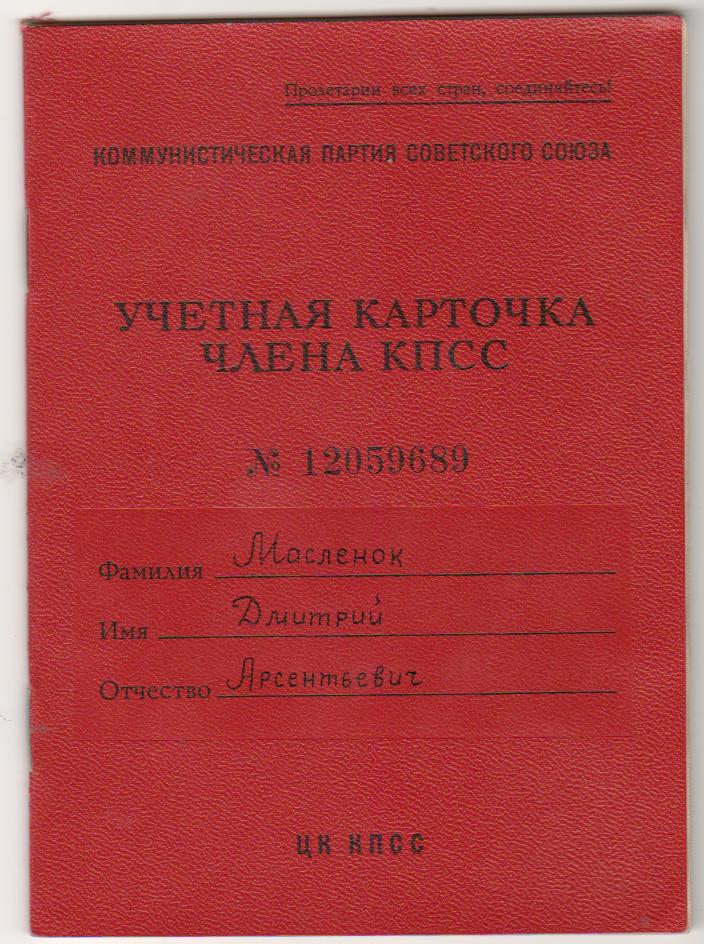 Пролетарии всех стран, соединяйтесь!
КОММУНИСТИЧЕСКАЯ ПАРТИЯ СОВЕТСКОГО СОЮЗА
УЧЕТНАЯ КАРТОЧКА
ЧЛЕНА КПСС
№ 12059689
Фамилия Масленок
Имя Дмитрий
Отчество Арсентьевич
ЦК КПСС